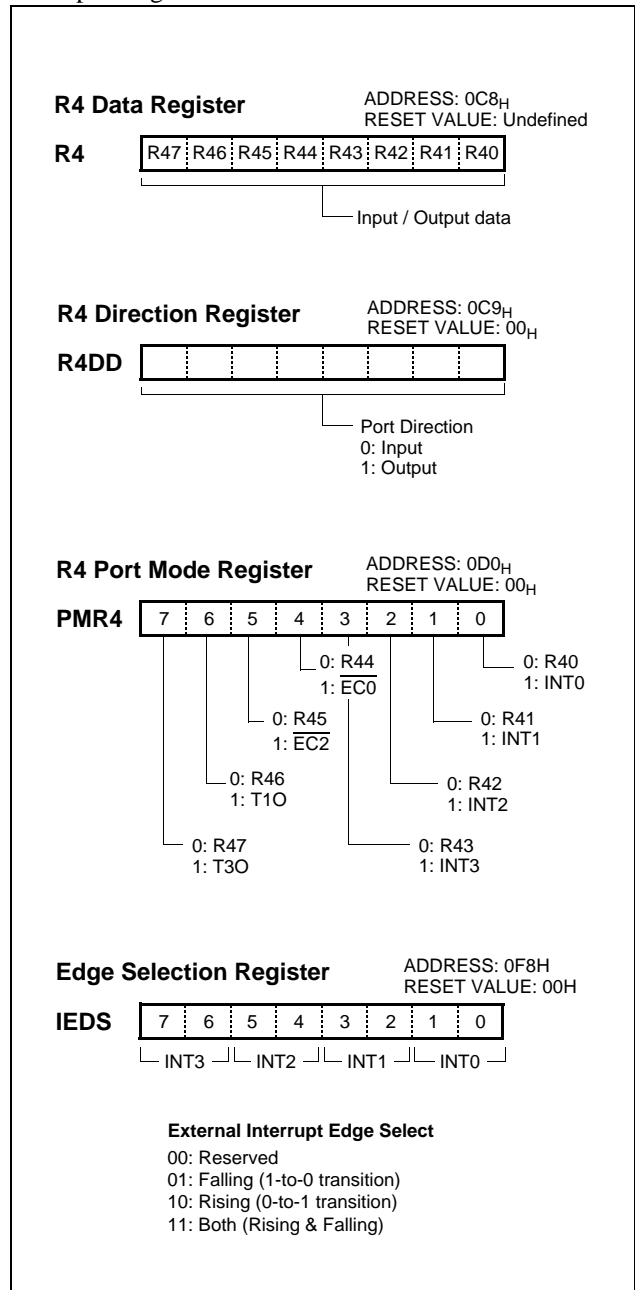 R4 Data Register
ADDRESS: 0C8H
RESET VALUE: Undefined
R4
R47 R46 R45 R44 R43 R42 R41 R40
Input / Output data
R4 Direction Register
ADDRESS: 0C9H
RESET VALUE: 00H
R4DD
Port Direction
0: Input
1: Output
R4 Port Mode Register
ADDRESS: 0D0H
RESET VALUE: 00H
PMR4
7 6 5 4 3 2 1 0
0: R44
1: EC0
0: R40
1: INT0
0: R45
1: EC2
0: R41
1: INT1
0: R46
1: T1O
0: R42
1: INT2
0: R47
1: T3O
0: R43
1: INT3
Edge Selection Register
ADDRESS: 0F8H
RESET VALUE: 00H
IEDS
7 6 5 4 3 2 1 0
INT3 INT2 INT1 INT0
External Interrupt Edge Select
00: Reserved
01: Falling (1-to-0 transition)
10: Rising (0-to-1 transition)
11: Both (Rising & Falling)